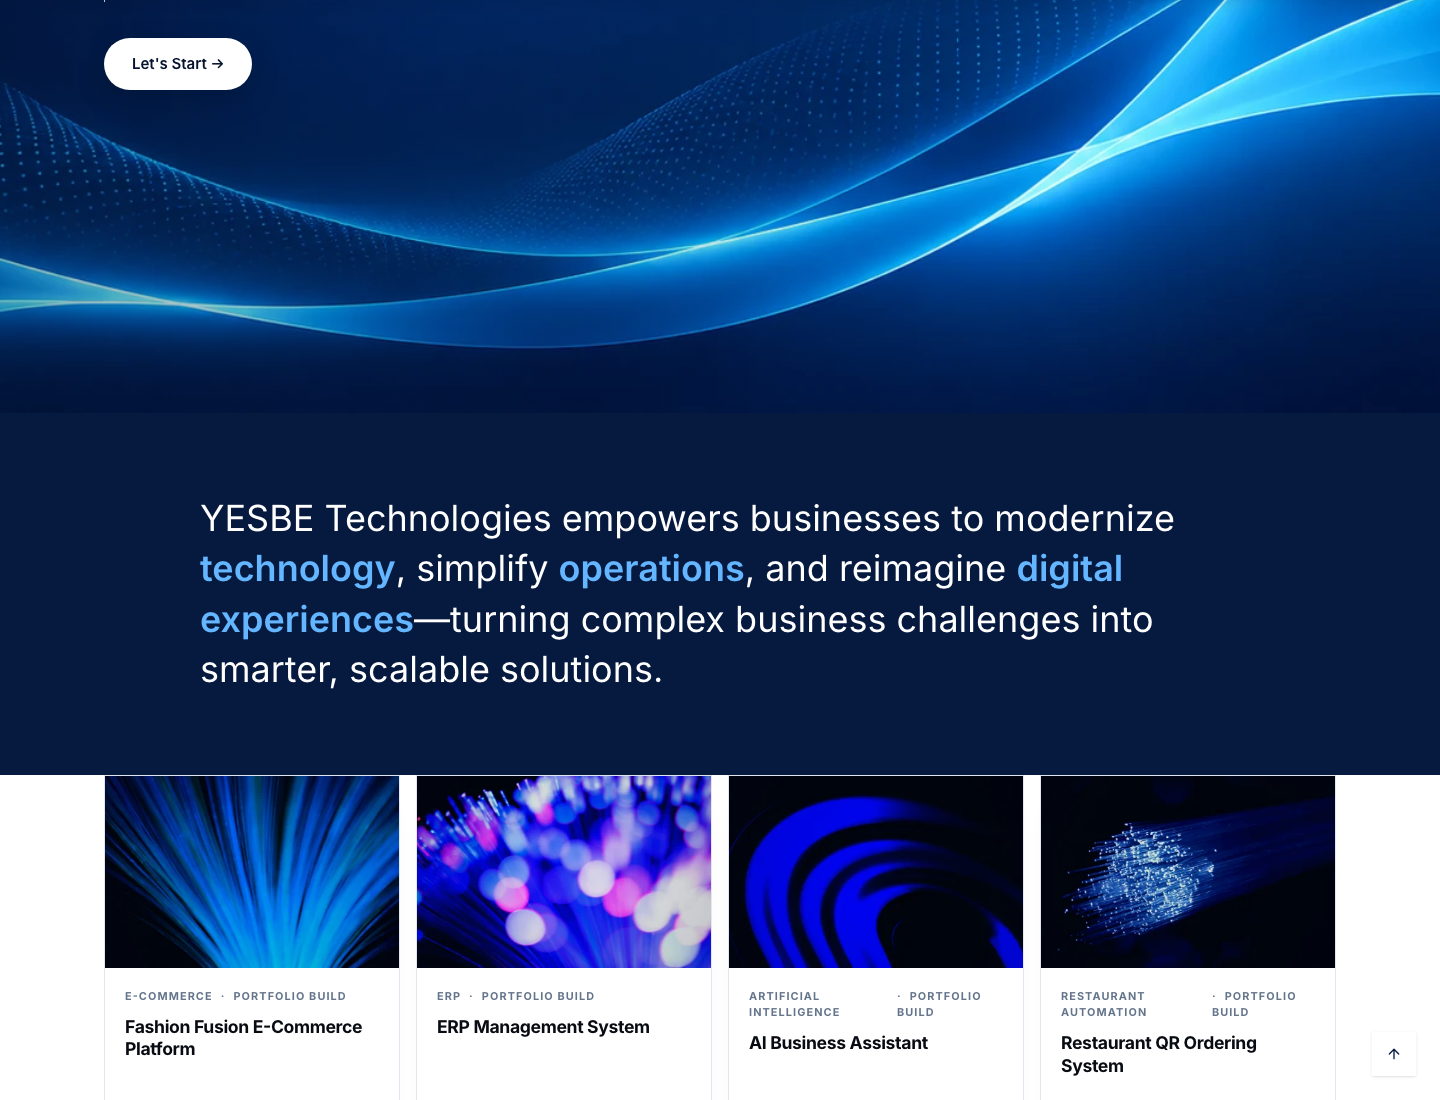 Let's Start →
YESBE Technologies empowers businesses to modernize
technology, simplify operations, and reimagine digital
experiences—turning complex business challenges into
smarter, scalable solutions.
E-COMMERCE · PORTFOLIO BUILD
Fashion Fusion E-Commerce
Platform
ERP · PORTFOLIO BUILD
ERP Management System
ARTIFICIAL · PORTFOLIO
INTELLIGENCE BUILD
AI Business Assistant
RESTAURANT · PORTFOLIO
AUTOMATION BUILD
Restaurant QR Ordering
System